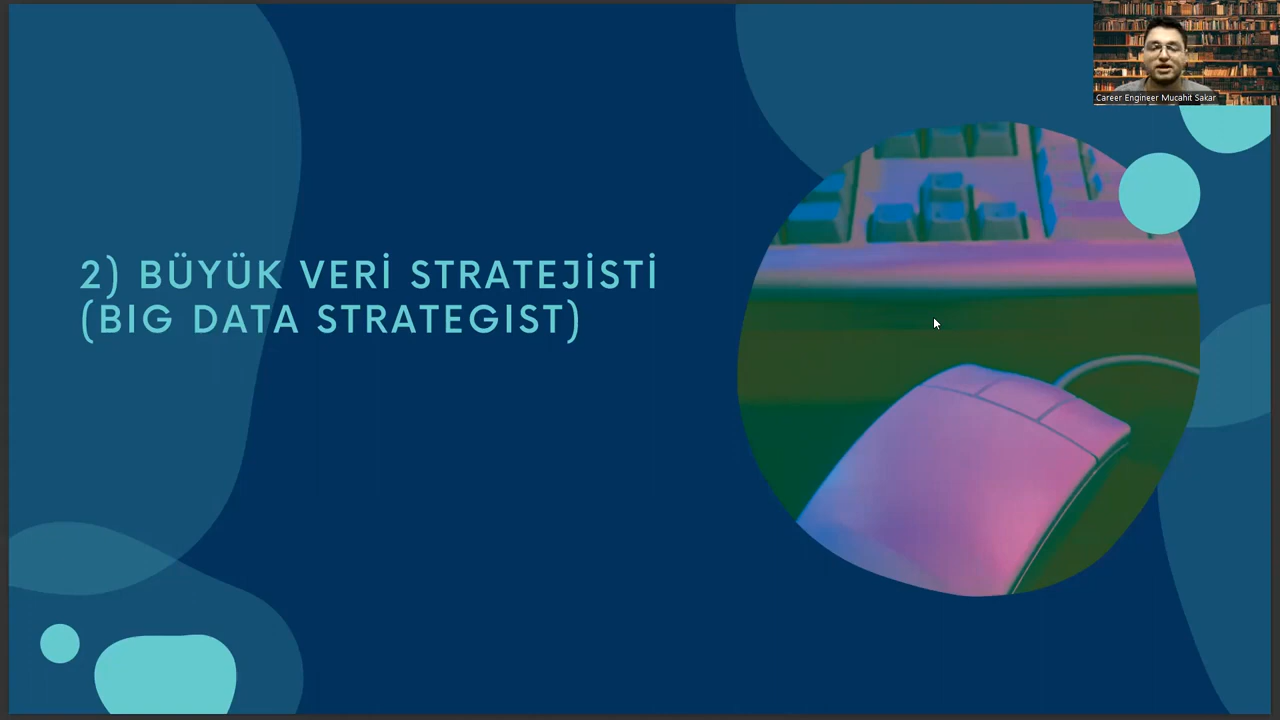 Career Engineer Mucahit Sakar
2) BÜYÜK VERİ STRATEJİSTİ
(BIG DATA STRATEGIST)